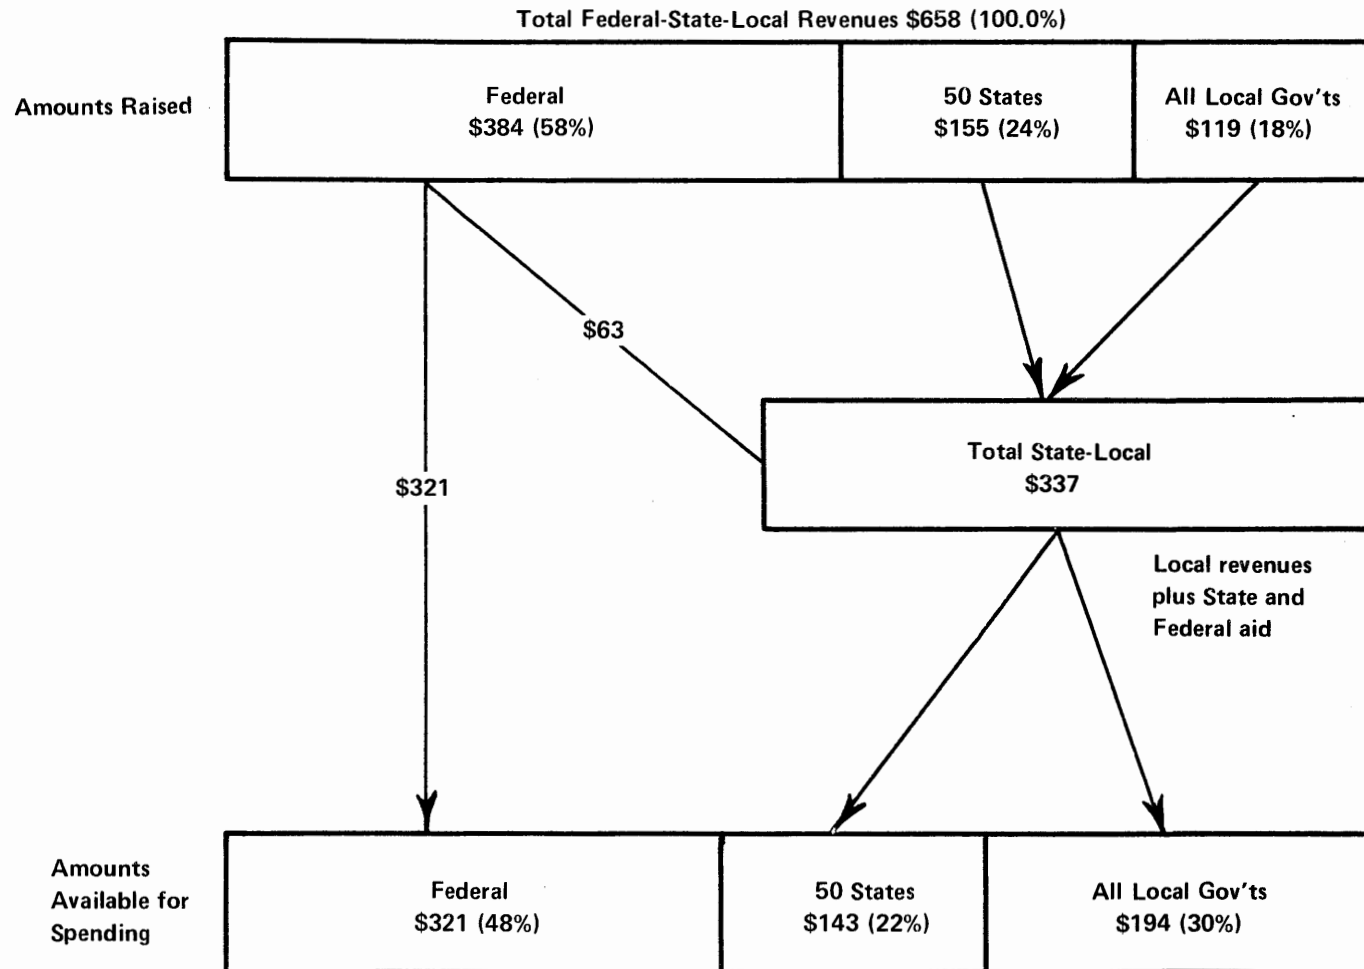 Total Federal-State-Local Revenues $658 (100.0%)
Amounts Raised
Federal
$384 (58%)
50 States
$155 (24%)
All Local Gov'ts
$119 (18%)
$63
$321
Total State-Local
$337
Local revenues
plus State and
Federal aid
Amounts
Available for
Spending
Federal
$321 (48%)
50 States
$143 (22%)
All Local Gov'ts
$194 (30%)